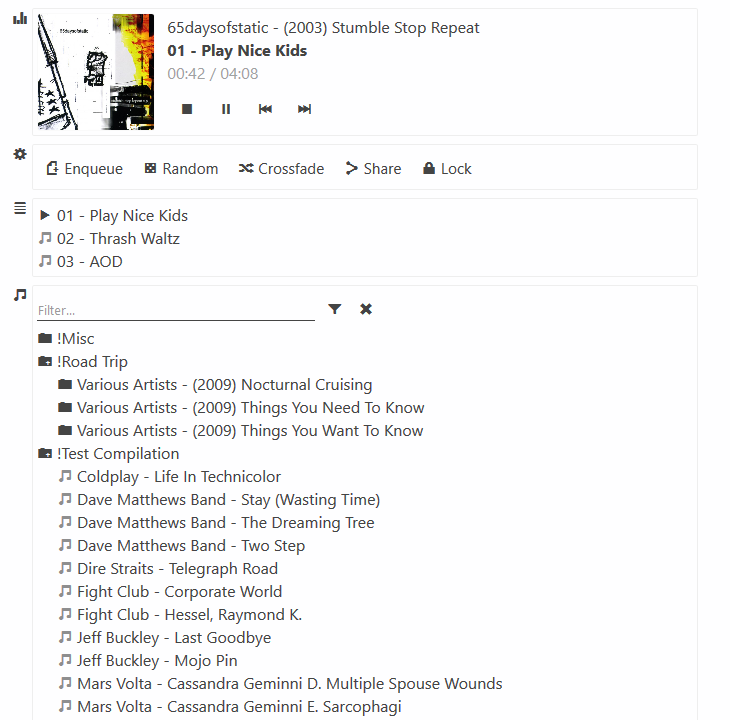 65daysofstatic
65daysofstatic - (2003) Stumble Stop Repeat
01 - Play Nice Kids
00:42 / 04:08
Enqueue Random Crossfade Share Lock
01 - Play Nice Kids
02 - Thrash Waltz
03 - AOD
Filter...
!Misc
!Road Trip
Various Artists - (2009) Nocturnal Cruising
Various Artists - (2009) Things You Need To Know
Various Artists - (2009) Things You Want To Know
!Test Compilation
Coldplay - Life In Technicolor
Dave Matthews Band - Stay (Wasting Time)
Dave Matthews Band - The Dreaming Tree
Dave Matthews Band - Two Step
Dire Straits - Telegraph Road
Fight Club - Corporate World
Fight Club - Hessel, Raymond K.
Jeff Buckley - Last Goodbye
Jeff Buckley - Mojo Pin
Mars Volta - Cassandra Geminni D. Multiple Spouse Wounds
Mars Volta - Cassandra Geminni E. Sarcophagi